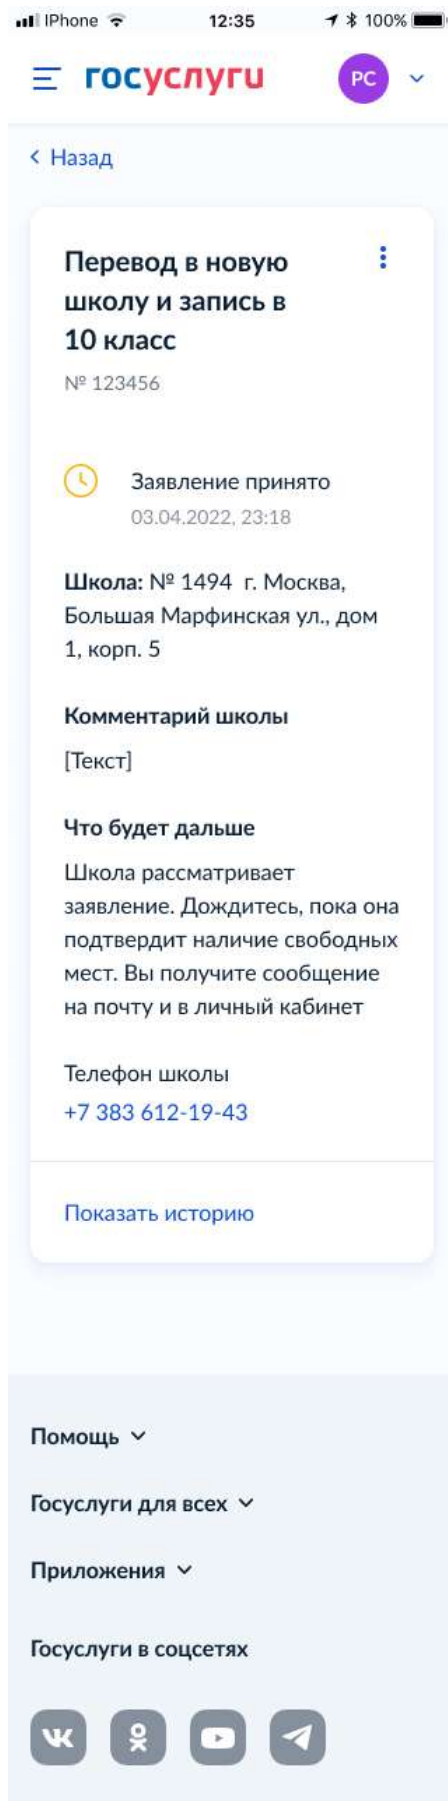 IPhone 12:35 100%
госуслуги РС
Назад
Перевод в новую
школу и запись в
10 класс
№ 123456
Заявление принято
03.04.2022, 23:18
Школа: № 1494 г. Москва,
Большая Марфинская ул., дом
1, корп. 5
Комментарий школы
[Текст]
Что будет дальше
Школа рассматривает
заявление. Дождитесь, пока она
подтвердит наличие свободных
мест. Вы получите сообщение
на почту и в личный кабинет
Телефон школы
+7 383 612-19-43
Показать историю
Помощь
Госуслуги для всех
Приложения
Госуслуги в соцсетях